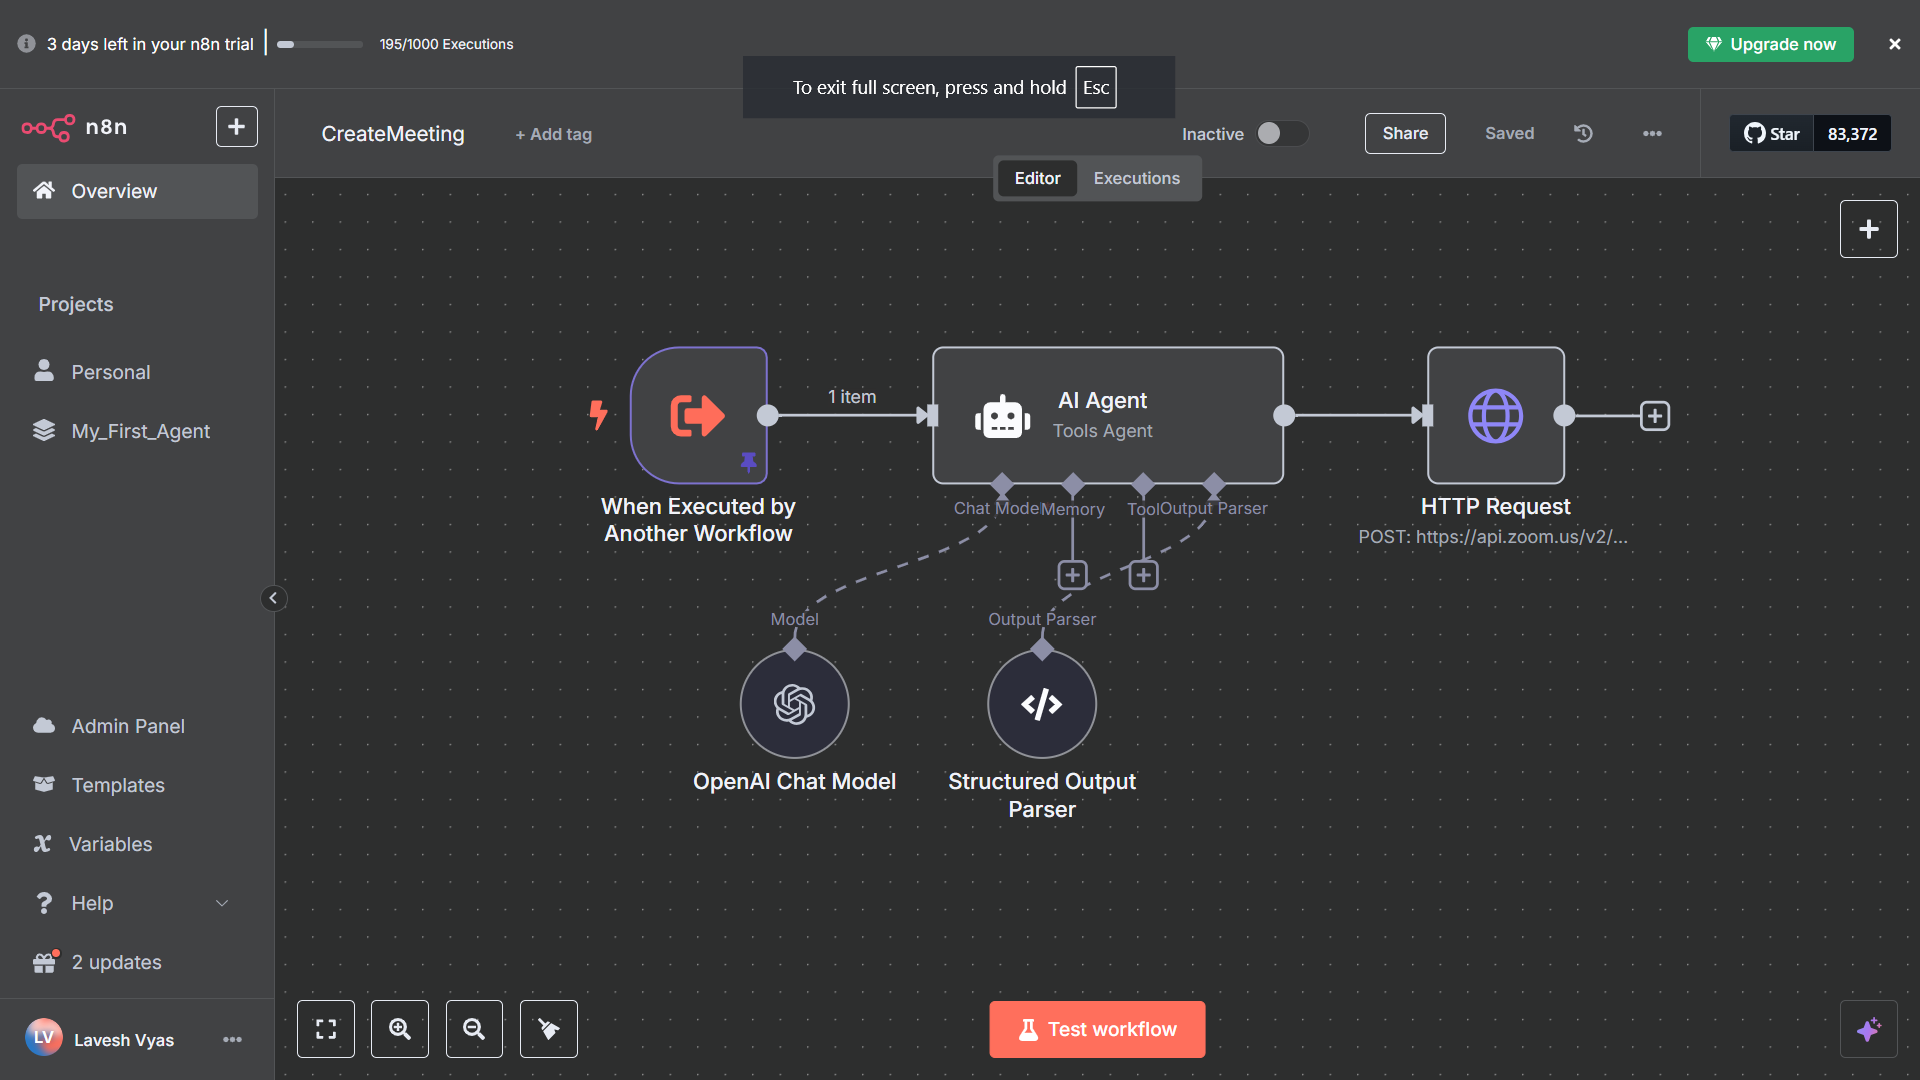 3 days left in your n8n trial
195/1000 Executions
Upgrade now
To exit full screen, press and hold Esc
n8n
CreateMeeting
+ Add tag
Inactive
Share
Saved
Star
83,372
Editor
Executions
Overview
Projects
Personal
My_First_Agent
1 item
AI Agent
Tools Agent
When Executed by
Another Workflow
Chat Model
Memory
Tool
Output Parser
HTTP Request
POST: https://api.zoom.us/v2/...
Model
Output Parser
OpenAI Chat Model
Structured Output
Parser
Admin Panel
Templates
Variables
Help
2 updates
LV
Lavesh Vyas
Test workflow